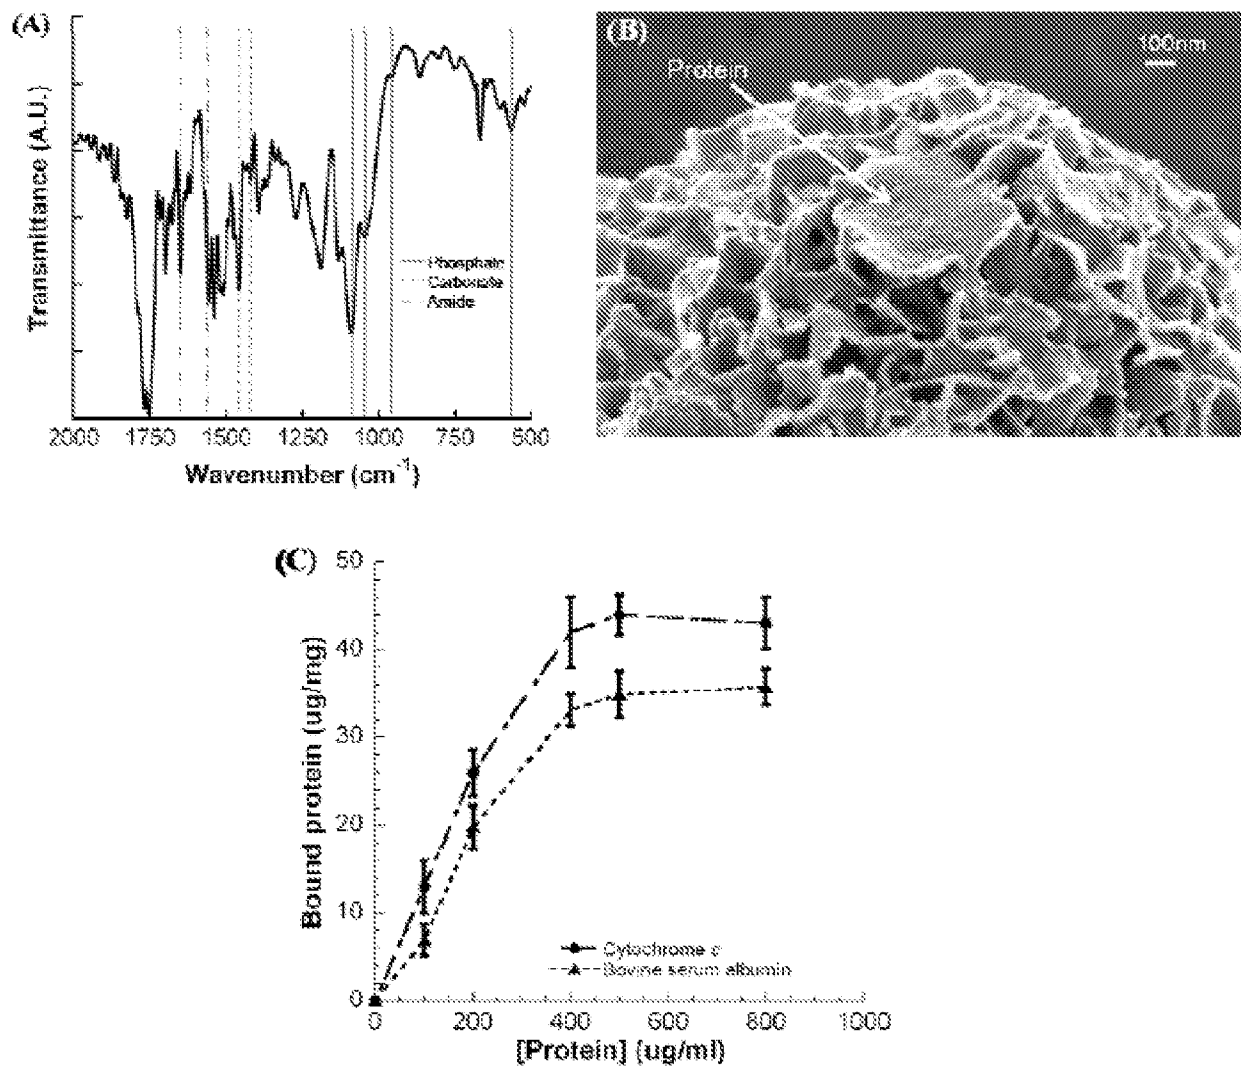 (A)
Transmittance (A.U.)
Phosphate
Carbonate
Amide
2000 1750 1500 1250 1000 750 500
Wavenumber (cm-1)
(B)
100nm
Protein
(C)
50
40
30
20
10
0
Bound protein (ug/mg)
Cytochrome c
Bovine serum albumin
0 200 400 600 800 1000
[Protein] (ug/ml)